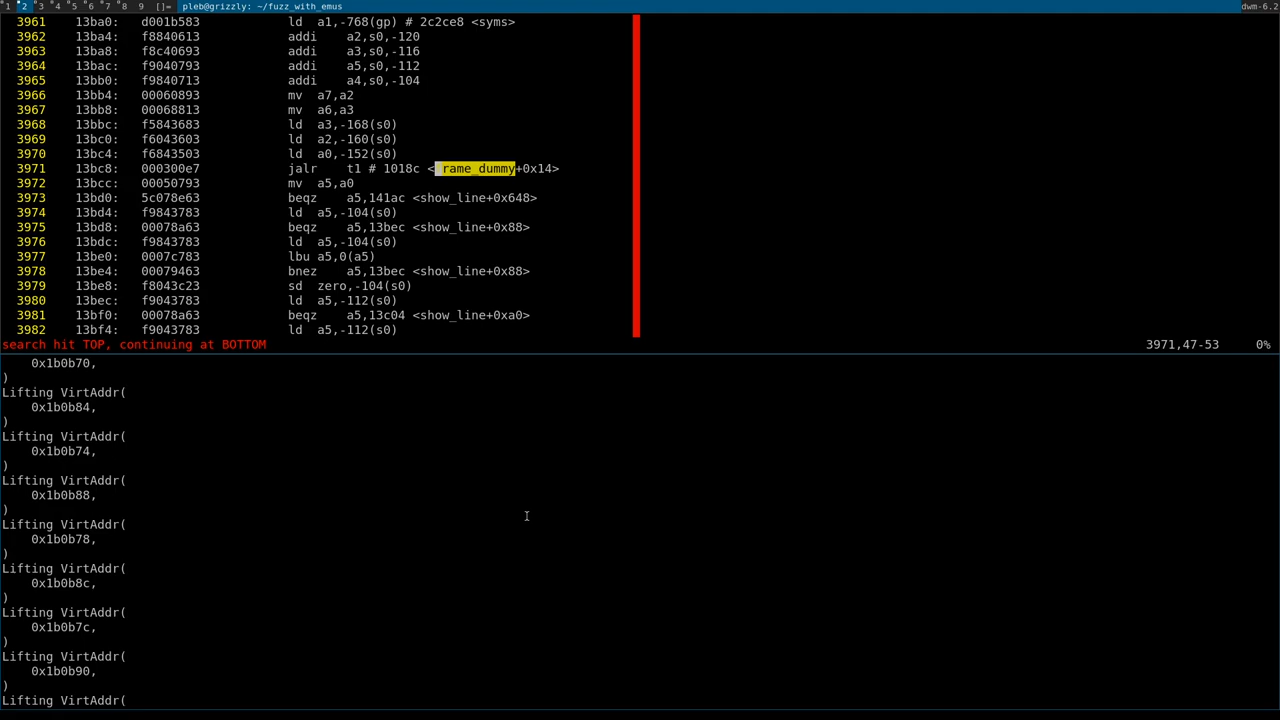 1 2 3 4 5 6 7 8 9 []= pleb@grizzly: ~/fuzz_with_emus dwm-6.2
3961 13ba0: d001b583 ld a1,-768(gp) # 2c2ce8 <syms>
3962 13ba4: f8840613 addi a2,s0,-120
3963 13ba8: f8c40693 addi a3,s0,-116
3964 13bac: f9040793 addi a5,s0,-112
3965 13bb0: f9840713 addi a4,s0,-104
3966 13bb4: 00060893 mv a7,a2
3967 13bb8: 00068813 mv a6,a3
3968 13bbc: f5843683 ld a3,-168(s0)
3969 13bc0: f6043603 ld a2,-160(s0)
3970 13bc4: f6843503 ld a0,-152(s0)
3971 13bc8: 000300e7 jalr t1 # 1018c <frame_dummy+0x14>
3972 13bcc: 00050793 mv a5,a0
3973 13bd0: 5c078e63 beqz a5,141ac <show_line+0x648>
3974 13bd4: f9843783 ld a5,-104(s0)
3975 13bd8: 00078a63 beqz a5,13bec <show_line+0x88>
3976 13bdc: f9843783 ld a5,-104(s0)
3977 13be0: 0007c783 lbu a5,0(a5)
3978 13be4: 00079463 bnez a5,13bec <show_line+0x88>
3979 13be8: f8043c23 sd zero,-104(s0)
3980 13bec: f9043783 ld a5,-112(s0)
3981 13bf0: 00078a63 beqz a5,13c04 <show_line+0xa0>
3982 13bf4: f9043783 ld a5,-112(s0)
search hit TOP, continuing at BOTTOM 3971,47-53 0%
0x1b0b70,
)
Lifting VirtAddr(
0x1b0b84,
)
Lifting VirtAddr(
0x1b0b74,
)
Lifting VirtAddr(
0x1b0b88,
)
Lifting VirtAddr(
0x1b0b78,
)
Lifting VirtAddr(
0x1b0b8c,
)
Lifting VirtAddr(
0x1b0b7c,
)
Lifting VirtAddr(
0x1b0b90,
)
Lifting VirtAddr(